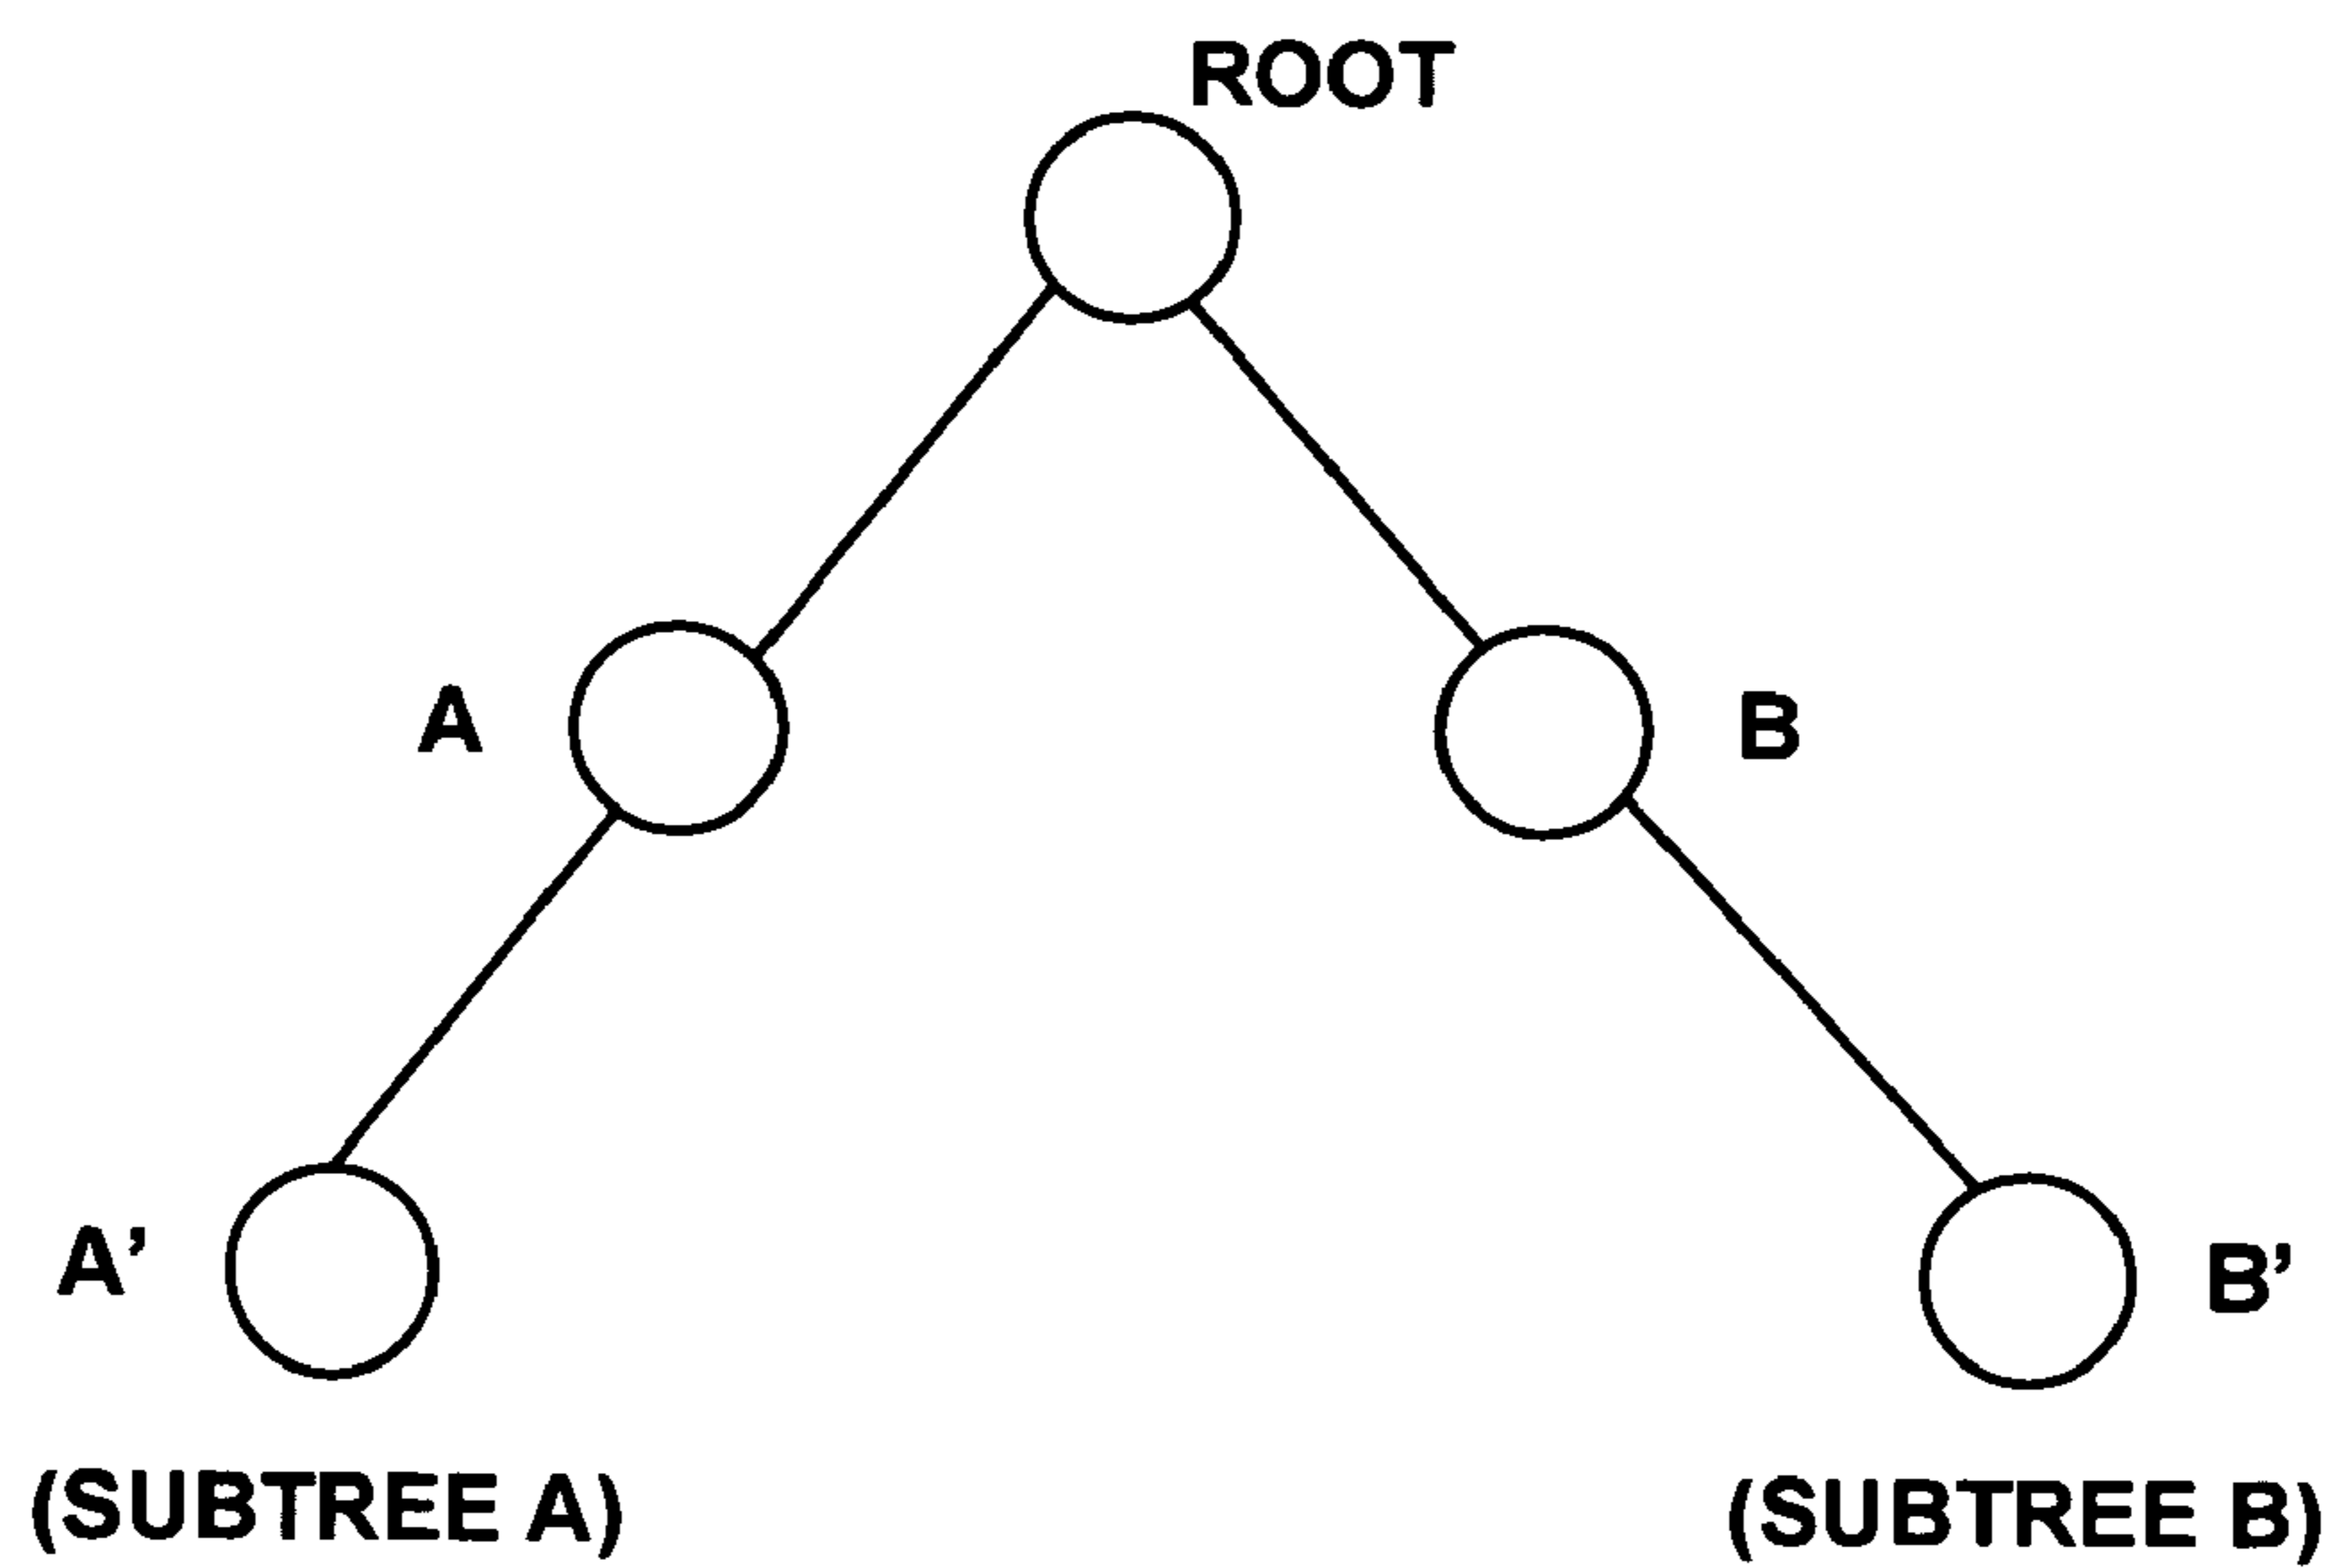 ROOT
A
B
A’
B’
(SUBTREE A)
(SUBTREE B)